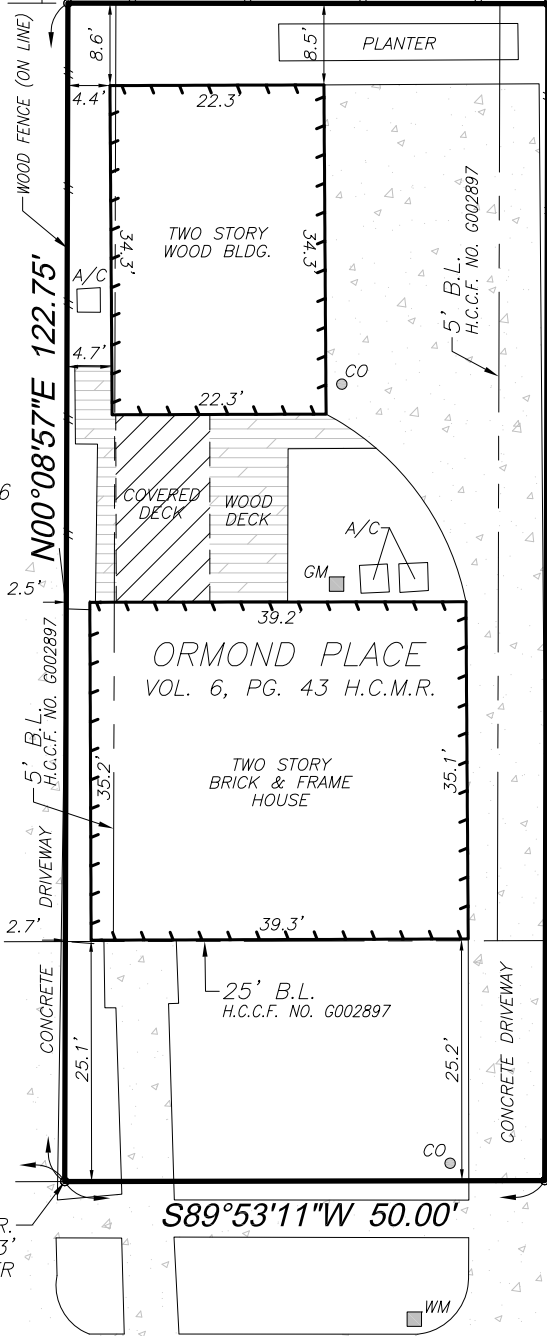 WOOD FENCE (ON LINE)
8.6'
8.5'
PLANTER
4.4'
22.3'
TWO STORY
WOOD BLDG.
34.3'
34.3'
5' B.L.
H.C.C.F. NO. G002897
A/C
N00°08'57"E 122.75'
4.7'
22.3'
CO
COVERED
DECK
WOOD
DECK
6
A/C
GM
2.5'
39.2'
ORMOND PLACE
VOL. 6, PG. 43 H.C.M.R.
5' B.L.
H.C.C.F. NO. G002897
35.2'
TWO STORY
BRICK & FRAME
HOUSE
35.1'
2.7'
39.3'
CONCRETE DRIVEWAY
25' B.L.
H.C.C.F. NO. G002897
25.1'
25.2'
CONCRETE DRIVEWAY
CO
S89°53'11"W 50.00'
R.
3'
ER
WM